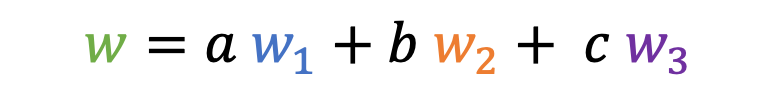 w = a w₁ + b w₂ + c w₃